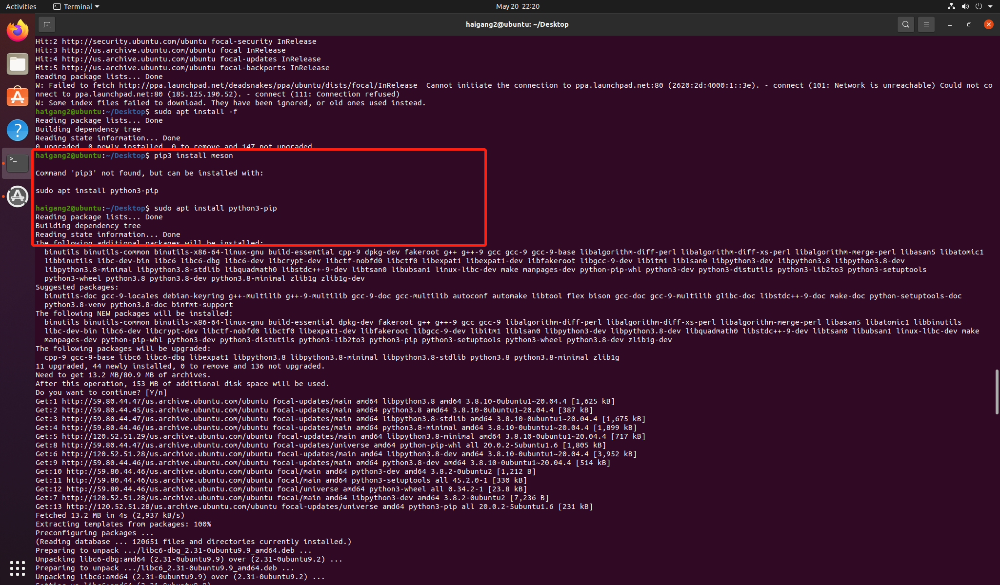 Activities
Terminal
May 20 22:20
haigang2@ubuntu: ~/Desktop
Hit:2 http://security.ubuntu.com/ubuntu focal-security InRelease
Hit:3 http://us.archive.ubuntu.com/ubuntu focal InRelease
Hit:4 http://us.archive.ubuntu.com/ubuntu focal-updates InRelease
Hit:5 http://us.archive.ubuntu.com/ubuntu focal-backports InRelease
Reading package lists... Done
W: Failed to fetch http://ppa.launchpad.net/deadsnakes/ppa/ubuntu/dists/focal/InRelease  Cannot initiate the connection to ppa.launchpad.net:80 (2620:2d:4000:1::3e). - connect (101: Network is unreachable) Could not co
nnect to ppa.launchpad.net:80 (185.125.190.52). - connect (111: Connection refused)
W: Some index files failed to download. They have been ignored, or old ones used instead.
haigang2@ubuntu:~/Desktop$ sudo apt install -f
Reading package lists... Done
Building dependency tree
Reading state information... Done
0 upgraded, 0 newly installed, 0 to remove and 147 not upgraded.
haigang2@ubuntu:~/Desktop$ pip3 install meson
Command 'pip3' not found, but can be installed with:
sudo apt install python3-pip
haigang2@ubuntu:~/Desktop$ sudo apt install python3-pip
Reading package lists... Done
Building dependency tree
Reading state information... Done
The following additional packages will be installed:
binutils binutils-common binutils-x86-64-linux-gnu build-essential cpp-9 dpkg-dev fakeroot g++ g++-9 gcc gcc-9 gcc-9-base libalgorithm-diff-perl libalgorithm-diff-xs-perl libalgorithm-merge-perl libasan5 libatomic1
libbinutils libc-dev-bin libc6 libc6-dbg libc6-dev libcrypt-dev libctf-nobfd0 libctf0 libexpat1 libexpat1-dev libfakeroot libgcc-9-dev libitm1 liblsan0 libpython3-dev libpython3.8 libpython3.8-dev
libpython3.8-minimal libpython3.8-stdlib libquadmath0 libstdc++-9-dev libtsan0 libubsan1 linux-libc-dev make manpages-dev python-pip-whl python3-dev python3-distutils python3-lib2to3 python3-setuptools
python3-wheel python3.8 python3.8-dev python3.8-minimal zlib1g zlib1g-dev
Suggested packages:
binutils-doc gcc-9-locales debian-keyring g++-multilib g++-9-multilib gcc-9-doc gcc-multilib autoconf automake libtool flex bison gcc-doc gcc-9-multilib glibc-doc libstdc++-9-doc make-doc python-setuptools-doc
python3.8-venv python3.8-doc binfmt-support
The following NEW packages will be installed:
binutils binutils-common binutils-x86-64-linux-gnu build-essential dpkg-dev fakeroot g++ g++-9 gcc gcc-9 libalgorithm-diff-perl libalgorithm-diff-xs-perl libalgorithm-merge-perl libasan5 libatomic1 libbinutils
libc-dev-bin libc6-dev libcrypt-dev libctf-nobfd0 libctf0 libexpat1-dev libfakeroot libgcc-9-dev libitm1 liblsan0 libpython3-dev libpython3.8-dev libquadmath0 libstdc++-9-dev libtsan0 libubsan1 linux-libc-dev make
manpages-dev python-pip-whl python3-dev python3-distutils python3-lib2to3 python3-pip python3-setuptools python3-wheel python3.8-dev zlib1g-dev
The following packages will be upgraded:
cpp-9 gcc-9-base libc6 libc6-dbg libexpat1 libpython3.8 libpython3.8-minimal libpython3.8-stdlib python3.8 python3.8-minimal zlib1g
11 upgraded, 44 newly installed, 0 to remove and 136 not upgraded.
Need to get 13.2 MB/80.9 MB of archives.
After this operation, 153 MB of additional disk space will be used.
Do you want to continue? [Y/n]
Get:1 http://59.80.44.47/us.archive.ubuntu.com/ubuntu focal-updates/main amd64 libpython3.8 amd64 3.8.10-0ubuntu1~20.04.4 [1,625 kB]
Get:2 http://59.80.44.45/us.archive.ubuntu.com/ubuntu focal-updates/main amd64 python3.8 amd64 3.8.10-0ubuntu1~20.04.4 [387 kB]
Get:3 http://59.80.44.47/us.archive.ubuntu.com/ubuntu focal-updates/main amd64 libpython3.8-stdlib amd64 3.8.10-0ubuntu1~20.04.4 [1,675 kB]
Get:4 http://59.80.44.46/us.archive.ubuntu.com/ubuntu focal-updates/main amd64 python3.8-minimal amd64 3.8.10-0ubuntu1~20.04.4 [1,899 kB]
Get:5 http://120.52.51.29/us.archive.ubuntu.com/ubuntu focal-updates/main amd64 libpython3.8-minimal amd64 3.8.10-0ubuntu1~20.04.4 [717 kB]
Get:8 http://59.80.44.47/us.archive.ubuntu.com/ubuntu focal-updates/universe amd64 python-pip-whl all 20.0.2-5ubuntu1.6 [1,805 kB]
Get:6 http://120.52.51.28/us.archive.ubuntu.com/ubuntu focal-updates/main amd64 libpython3.8-dev amd64 3.8.10-0ubuntu1~20.04.4 [3,952 kB]
Get:9 http://59.80.44.46/us.archive.ubuntu.com/ubuntu focal-updates/main amd64 python3.8-dev amd64 3.8.10-0ubuntu1~20.04.4 [514 kB]
Get:10 http://59.80.44.46/us.archive.ubuntu.com/ubuntu focal/main amd64 python3-dev amd64 3.8.2-0ubuntu2 [1,212 B]
Get:11 http://59.80.44.46/us.archive.ubuntu.com/ubuntu focal/main amd64 python3-setuptools all 45.2.0-1 [330 kB]
Get:12 http://59.80.44.46/us.archive.ubuntu.com/ubuntu focal/universe amd64 python3-wheel all 0.34.2-1 [23.8 kB]
Get:7 http://120.52.51.28/us.archive.ubuntu.com/ubuntu focal/main amd64 libpython3-dev amd64 3.8.2-0ubuntu2 [7,236 B]
Get:13 http://120.52.51.28/us.archive.ubuntu.com/ubuntu focal-updates/universe amd64 python3-pip all 20.0.2-5ubuntu1.6 [231 kB]
Fetched 13.2 MB in 4s (2,937 kB/s)
Extracting templates from packages: 100%
Preconfiguring packages ...
(Reading database ... 120651 files and directories currently installed.)
Preparing to unpack .../libc6-dbg_2.31-0ubuntu9.9_amd64.deb ...
Unpacking libc6-dbg:amd64 (2.31-0ubuntu9.9) over (2.31-0ubuntu9.2) ...
Preparing to unpack .../libc6_2.31-0ubuntu9.9_amd64.deb ...
Unpacking libc6:amd64 (2.31-0ubuntu9.9) over (2.31-0ubuntu9.2) ...